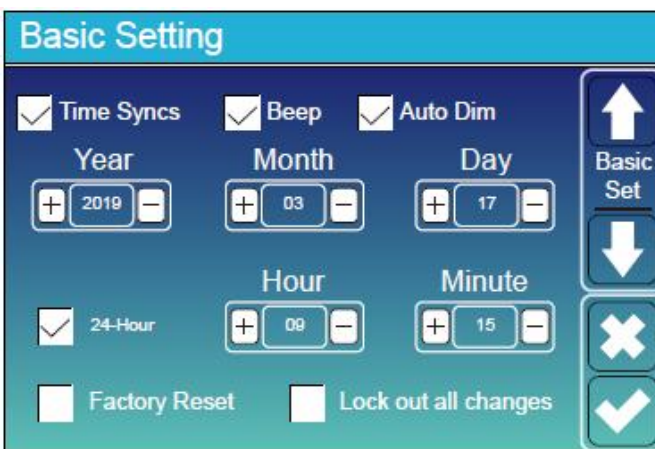 Basic Setting
Time Syncs Beep Auto Dim
Year Month Day
+ 2019 − + 03 − + 17 −
Basic
Set
Hour Minute
24-Hour + 09 − + 15 −
Factory Reset Lock out all changes